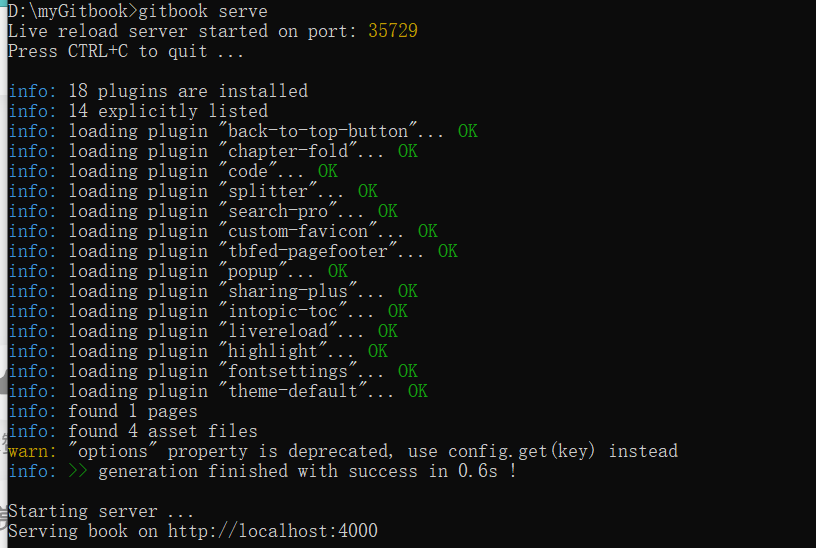 D:\myGitbook>gitbook serve
Live reload server started on port: 35729
Press CTRL+C to quit ...
info: 18 plugins are installed
info: 14 explicitly listed
info: loading plugin "back-to-top-button"... OK
info: loading plugin "chapter-fold"... OK
info: loading plugin "code"... OK
info: loading plugin "splitter"... OK
info: loading plugin "search-pro"... OK
info: loading plugin "custom-favicon"... OK
info: loading plugin "tbfed-pagefooter"... OK
info: loading plugin "popup"... OK
info: loading plugin "sharing-plus"... OK
info: loading plugin "intopic-toc"... OK
info: loading plugin "livereload"... OK
info: loading plugin "highlight"... OK
info: loading plugin "fontsettings"... OK
info: loading plugin "theme-default"... OK
info: found 1 pages
info: found 4 asset files
warn: "options" property is deprecated, use config.get(key) instead
info: >> generation finished with success in 0.6s !
Starting server ...
Serving book on http://localhost:4000